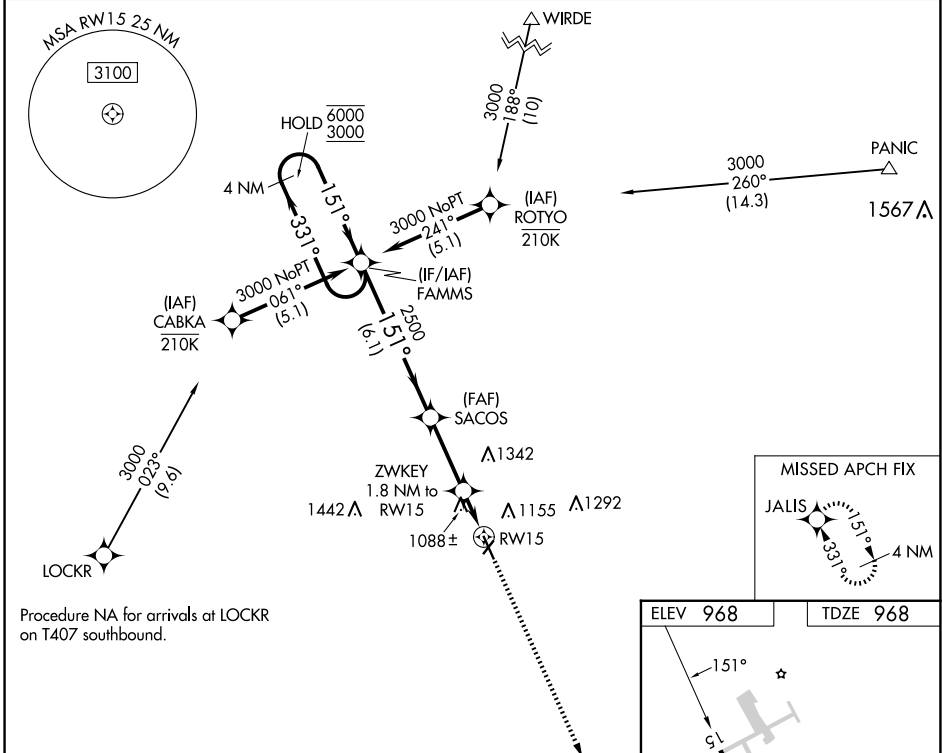 MSA RW15 25 NM
3100
WIRDE
3000
188°
(10)
HOLD 6000
3000
4 NM
151°
331°
PANIC
3000
260°
(14.3)
1567
(IAF)
ROTYO
210K
3000 NoPT
241°
(5.1)
(IF/IAF)
FAMMS
3000 NoPT
061°
(5.1)
(IAF)
CABKA
210K
2500
151°
(6.1)
(FAF)
SACOS
3000
023°
(9.6)
1342
ZWKEY
1.8 NM to
RW15
1442
1155
1292
1088±
RW15
LOCKR
MISSED APCH FIX
JALIS
151°
331°
4 NM
Procedure NA for arrivals at LOCKR
on T407 southbound.
ELEV 968
TDZE 968
151°
15